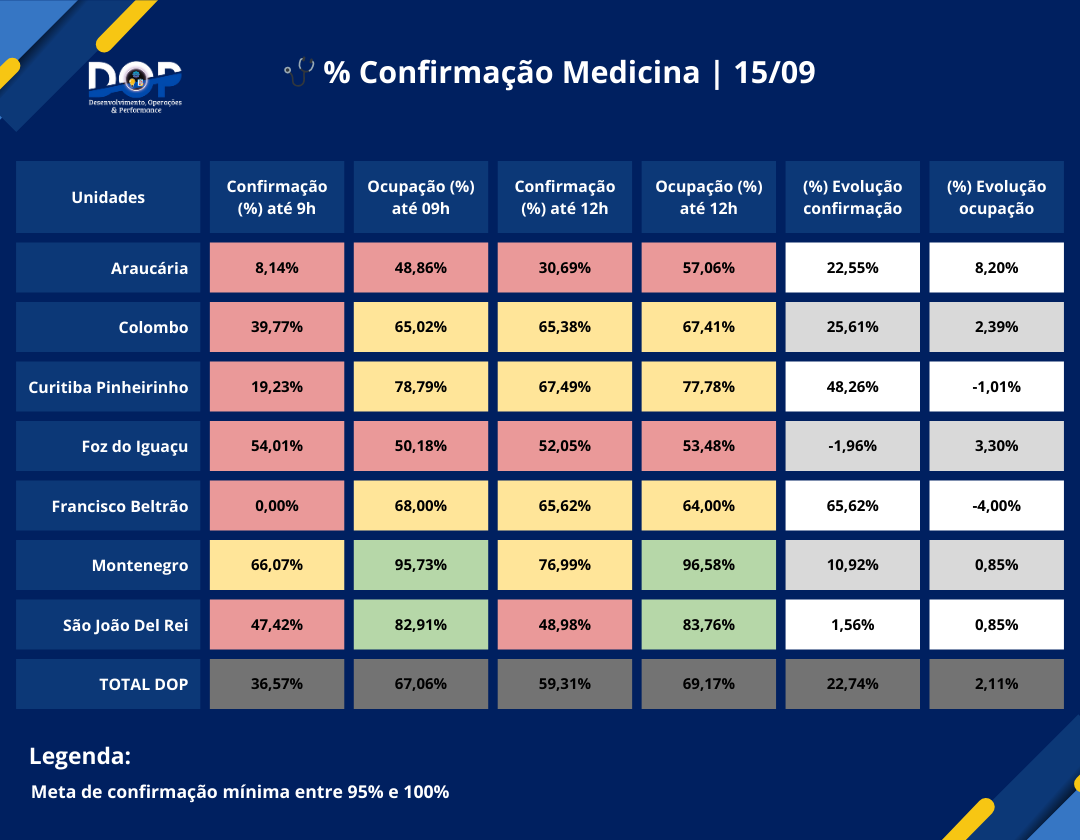 DOP
Desenvolvimento, Operações
& Performance
% Confirmação Medicina | 15/09
Unidades
Confirmação
(%) até 9h
Ocupação (%)
até 09h
Confirmação
(%) até 12h
Ocupação (%)
até 12h
(%) Evolução
confirmação
(%) Evolução
ocupação
Araucária 8,14% 48,86% 30,69% 57,06% 22,55% 8,20%
Colombo 39,77% 65,02% 65,38% 67,41% 25,61% 2,39%
Curitiba Pinheirinho 19,23% 78,79% 67,49% 77,78% 48,26% -1,01%
Foz do Iguaçu 54,01% 50,18% 52,05% 53,48% -1,96% 3,30%
Francisco Beltrão 0,00% 68,00% 65,62% 64,00% 65,62% -4,00%
Montenegro 66,07% 95,73% 76,99% 96,58% 10,92% 0,85%
São João Del Rei 47,42% 82,91% 48,98% 83,76% 1,56% 0,85%
TOTAL DOP 36,57% 67,06% 59,31% 69,17% 22,74% 2,11%
Legenda:
Meta de confirmação mínima entre 95% e 100%